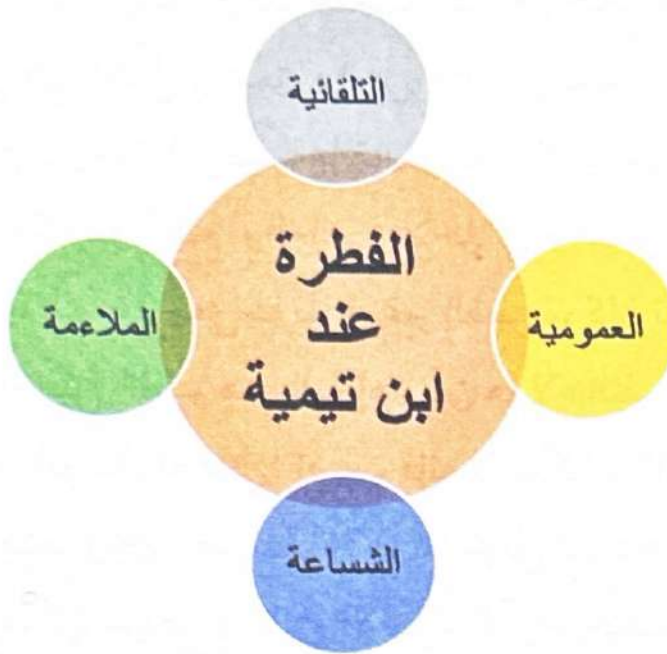 التلقائية
الفطرة
عند
ابن تيمية
العمومية
الملاءمة
الشساعة